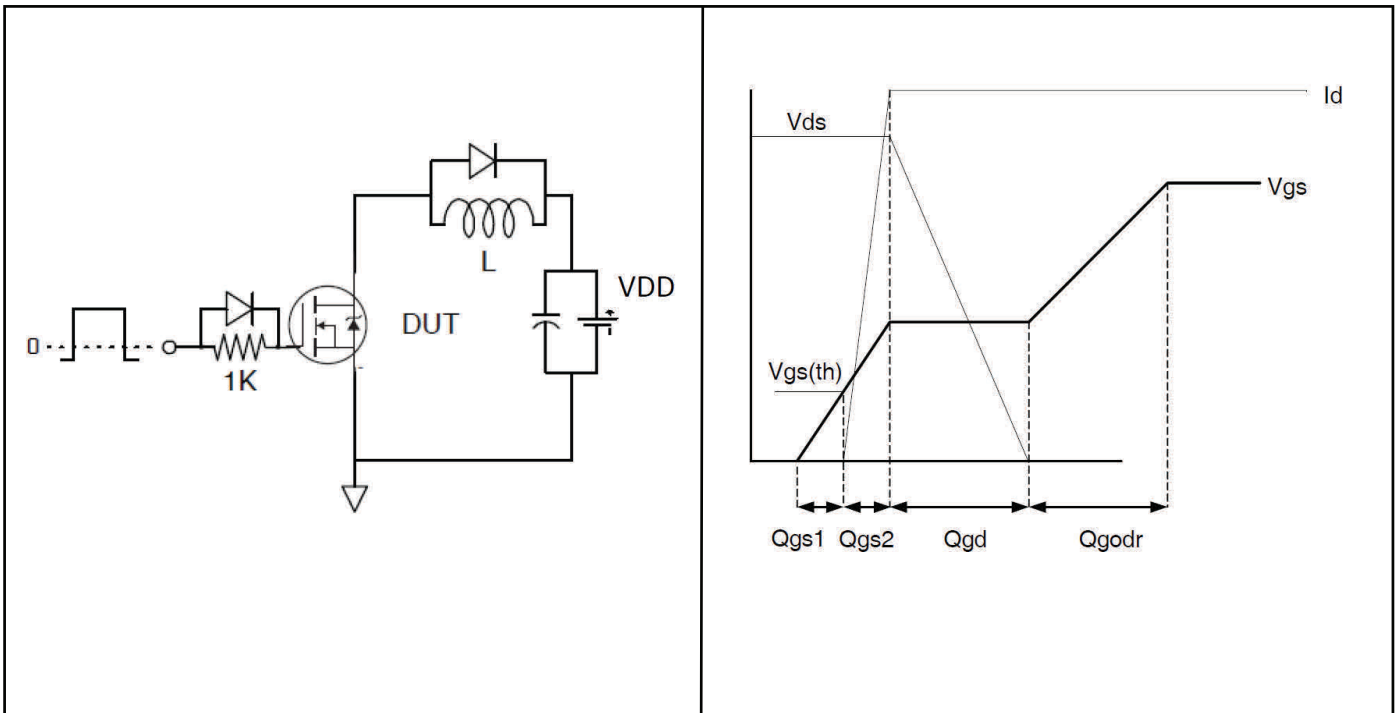 0
1K
DUT
L
VDD
Id
Vds
Vgs
Vgs(th)
Qgs1 Qgs2 Qgd Qgodr